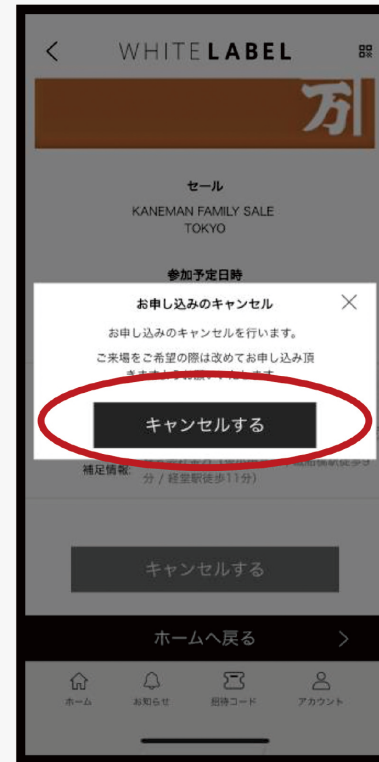 WHITE LABEL
万
セール
KANEMAN FAMILY SALE
TOKYO
参加予定日時
お申し込みのキャンセル
お申し込みのキャンセルを行います。
ご来場をご希望の際は改めてお申し込み頂
キャンセルする
補足情報:
分 / 経堂駅徒歩11分)
キャンセルする
ホームへ戻る
ホーム
お知らせ
招待コード
アカウント